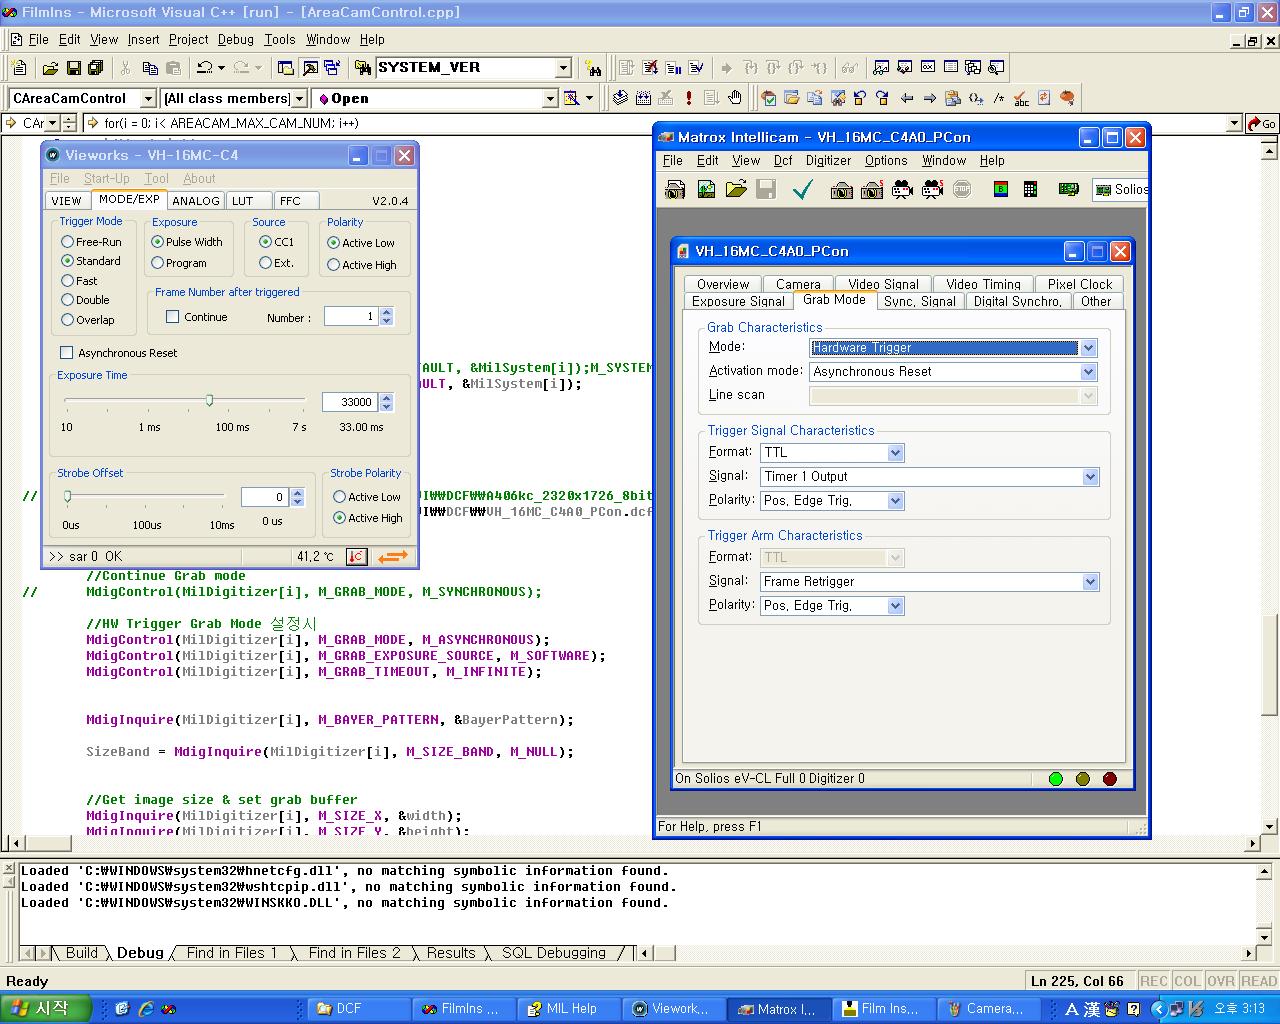 FilmIns - Microsoft Visual C++ [run] - [AreaCamControl.cpp]
File Edit View Insert Project Debug Tools Window Help
SYSTEM_VER
CAreaCamControl [All class members] Open
CAr for(i = 0; i< AREACAM_MAX_CAM_NUM; i++) Go
Vieworks - VH-16MC-C4
File Start-Up Tool About
VIEW MODE/EXP ANALOG LUT FFC V2.0.4
Trigger Mode
Free-Run
Standard
Fast
Double
Overlap
Exposure
Pulse Width
Program
Source
CC1
Ext.
Polarity
Active Low
Active High
Frame Number after triggered
Continue Number : 1
Asynchronous Reset
Exposure Time
33000
10 1 ms 100 ms 7 s 33.00 ms
Strobe Offset
0
0us 100us 10ms 0 us
Strobe Polarity
Active Low
Active High
>> sar 0 OK 41.2 ℃
AULT, &MilSystem[i]);M_SYSTEM
ULT, &MilSystem[i]);
// I₩₩DCF₩₩A406kc_2320x1726_8bit
I₩₩DCF₩₩VH_16MC_C4A0_PCon.dcf
//Continue Grab mode
// MdigControl(MilDigitizer[i], M_GRAB_MODE, M_SYNCHRONOUS);
//HW Trigger Grab Mode 설정시
MdigControl(MilDigitizer[i], M_GRAB_MODE, M_ASYNCHRONOUS);
MdigControl(MilDigitizer[i], M_GRAB_EXPOSURE_SOURCE, M_SOFTWARE);
MdigControl(MilDigitizer[i], M_GRAB_TIMEOUT, M_INFINITE);
MdigInquire(MilDigitizer[i], M_BAYER_PATTERN, &BayerPattern);
SizeBand = MdigInquire(MilDigitizer[i], M_SIZE_BAND, M_NULL);
//Get image size & set grab buffer
MdigInquire(MilDigitizer[i], M_SIZE_X, &width);
MdigInquire(MilDigitizer[i], M_SIZE_Y, &height);
Matrox Intellicam - VH_16MC_C4A0_PCon
File Edit View Dcf Digitizer Options Window Help
STOP Solios
VH_16MC_C4A0_PCon
Overview Camera Video Signal Video Timing Pixel Clock
Exposure Signal Grab Mode Sync. Signal Digital Synchro. Other
Grab Characteristics
Mode: Hardware Trigger
Activation mode: Asynchronous Reset
Line scan
Trigger Signal Characteristics
Format: TTL
Signal: Timer 1 Output
Polarity: Pos. Edge Trig.
Trigger Arm Characteristics
Format: TTL
Signal: Frame Retrigger
Polarity: Pos. Edge Trig.
On Solios eV-CL Full 0 Digitizer 0
For Help, press F1
Loaded 'C:₩WINDOWS₩system32₩hnetcfg.dll', no matching symbolic information found.
Loaded 'C:₩WINDOWS₩system32₩wshtcpip.dll', no matching symbolic information found.
Loaded 'C:₩WINDOWS₩system32₩WINSKKO.DLL', no matching symbolic information found.
Build Debug Find in Files 1 Find in Files 2 Results SQL Debugging
Ready Ln 225, Col 66 REC COL OVR READ
시작 DCF FilmIns ... MIL Help Viework... Matrox I... Film Ins... Camera... A 漢 오후 3:13